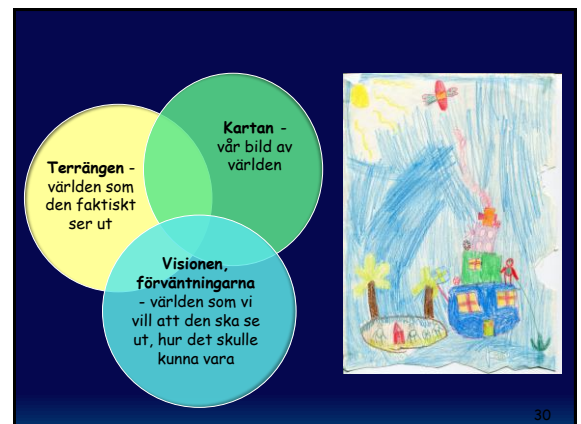 Terrängen -
världen som
den faktiskt
ser ut
Kartan -
vår bild av
världen
Visionen,
förväntningarna
- världen som vi
vill att den ska se
ut, hur det skulle
kunna vara
30